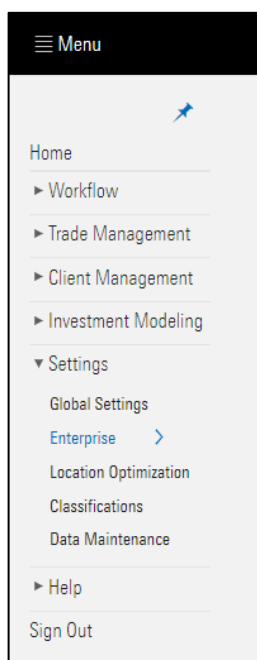 Menu
Home
Workflow
Trade Management
Client Management
Investment Modeling
Settings
Global Settings
Enterprise
Location Optimization
Classifications
Data Maintenance
Help
Sign Out